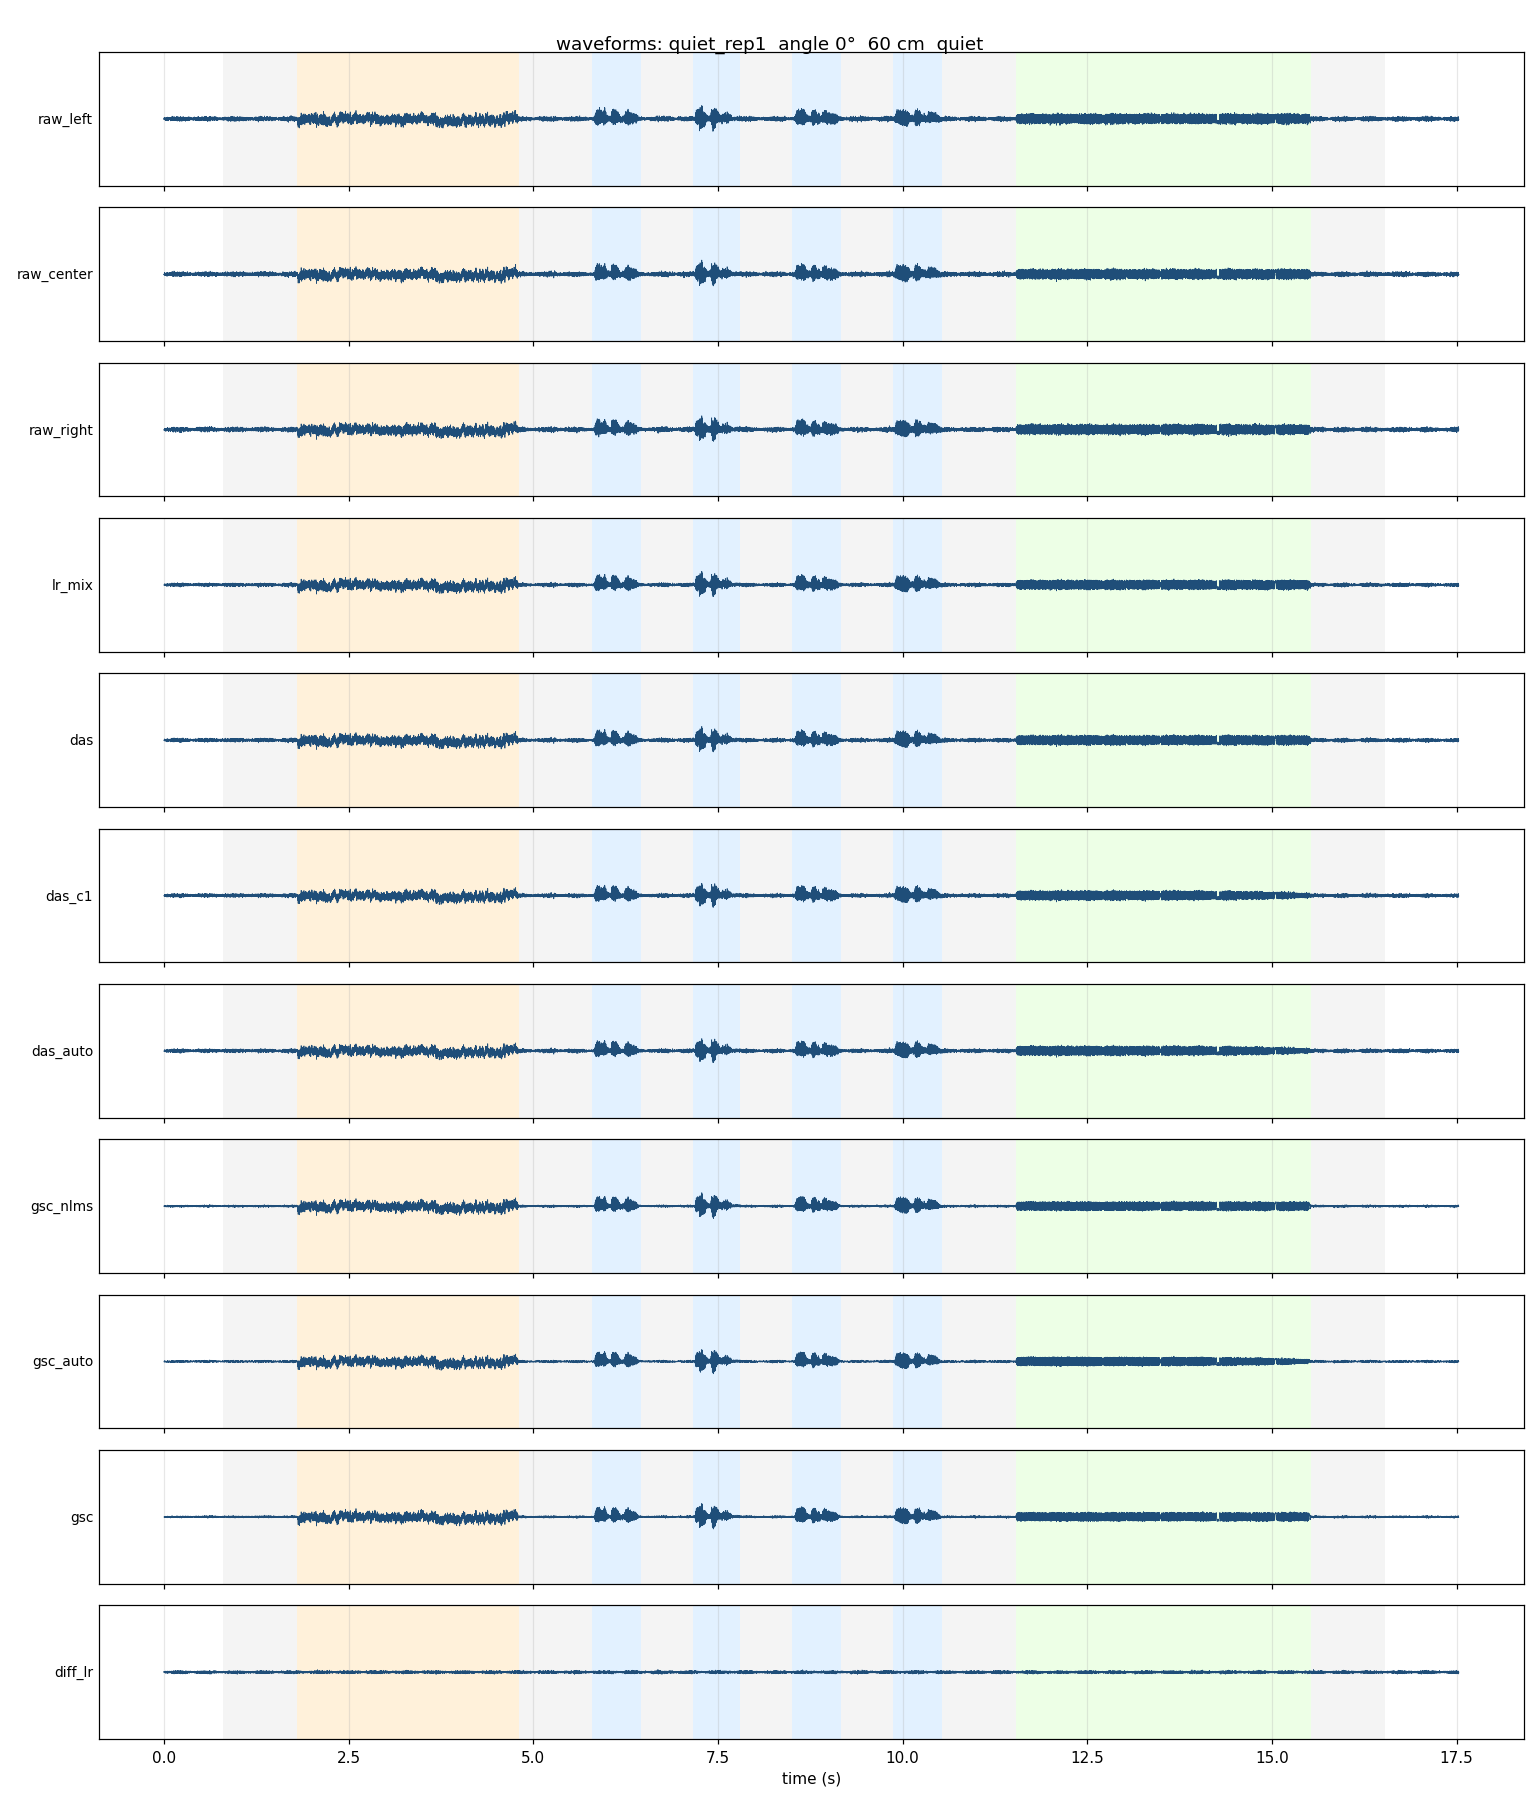 waveforms: quiet_rep1 angle 0° 60 cm quiet
raw_left
raw_center
raw_right
lr_mix
das
das_c1
das_auto
gsc_nlms
gsc_auto
gsc
diff_lr
0.0 2.5 5.0 7.5 10.0 12.5 15.0 17.5
time (s)